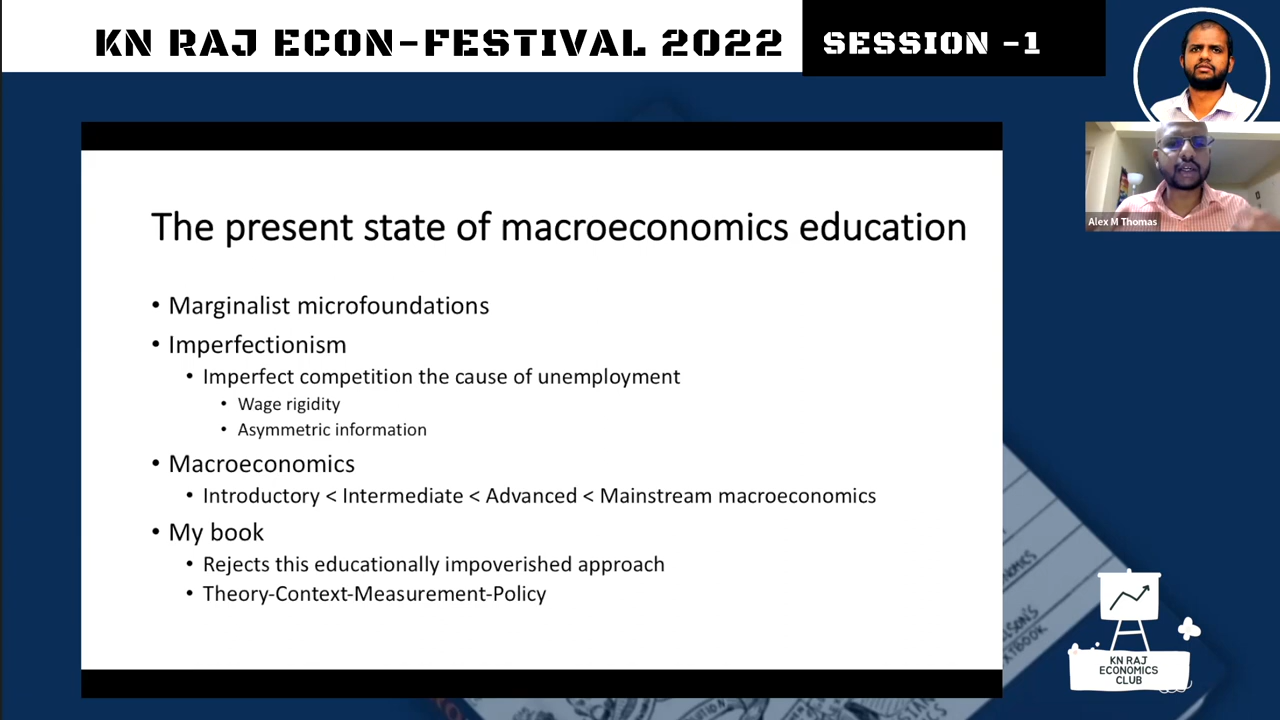 KN RAJ ECON-FESTIVAL 2022
SESSION -1
Alex M Thomas
The present state of macroeconomics education
• Marginalist microfoundations
• Imperfectionism
• Imperfect competition the cause of unemployment
• Wage rigidity
• Asymmetric information
• Macroeconomics
• Introductory < Intermediate < Advanced < Mainstream macroeconomics
• My book
• Rejects this educationally impoverished approach
• Theory-Context-Measurement-Policy
KN RAJ
ECONOMICS
CLUB